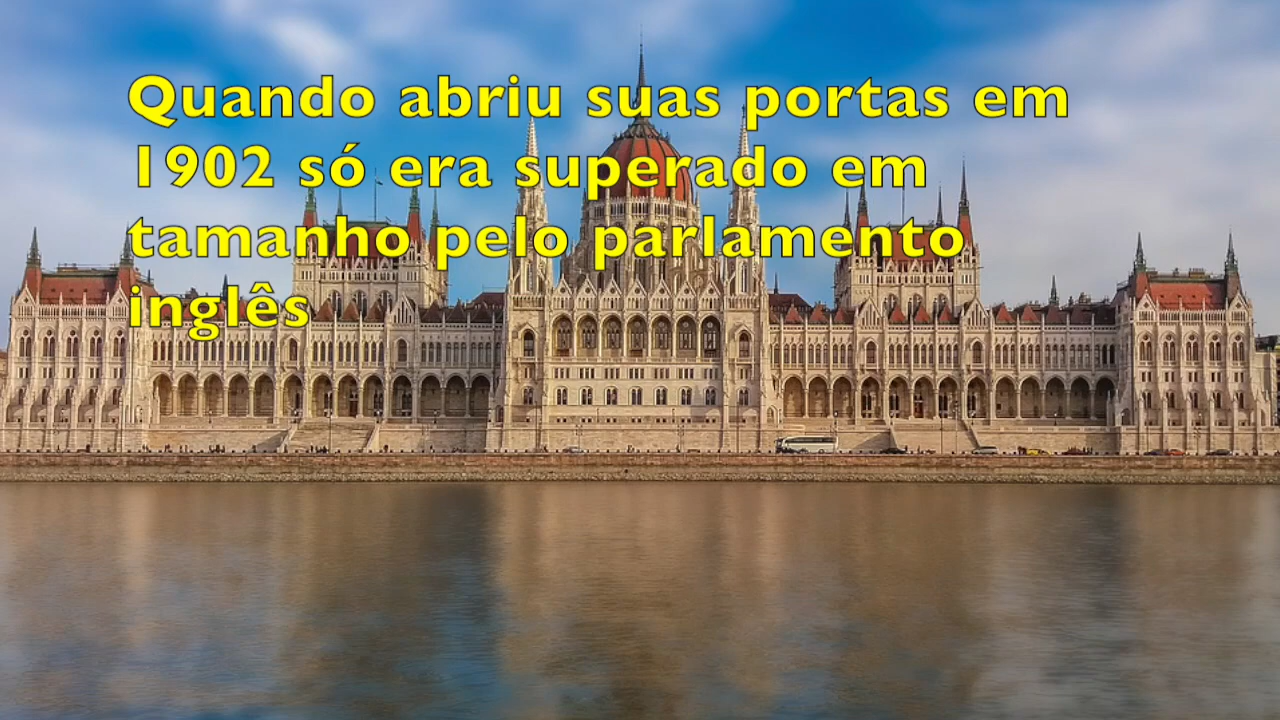 Quando abriu suas portas em
1902 só era superado em
tamanho pelo parlamento
inglês